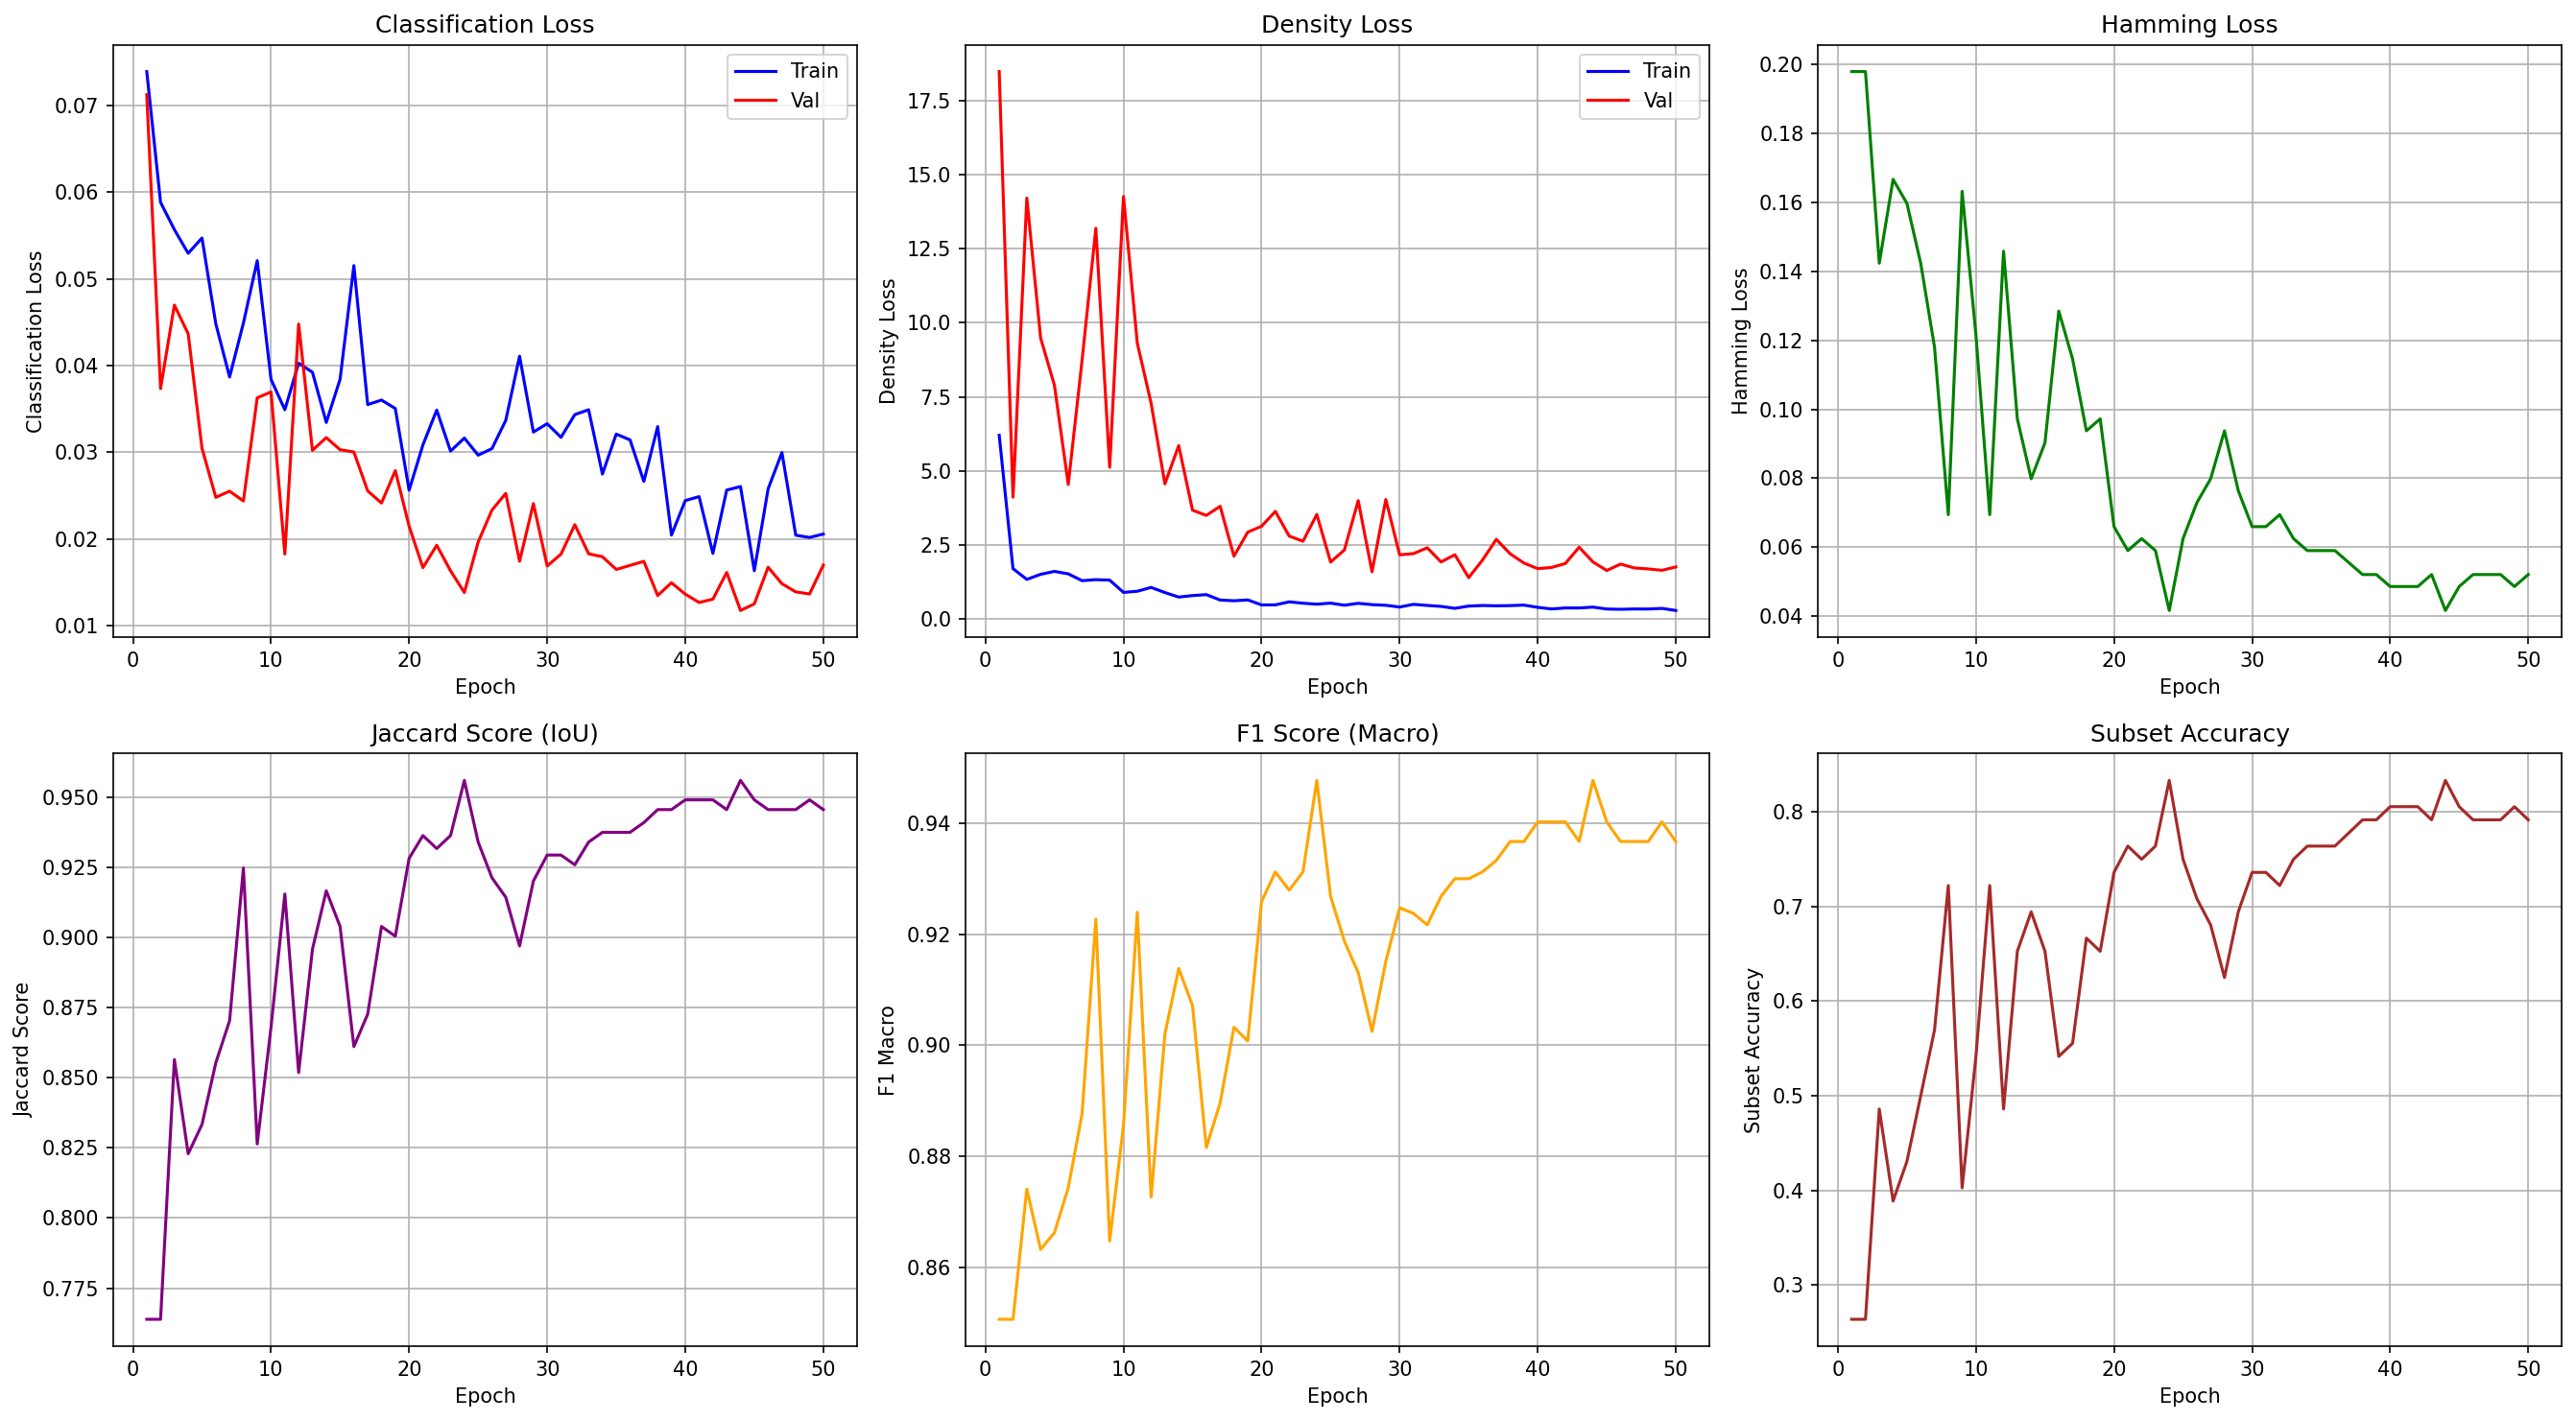 Classification Loss
Train
Val
0.07
0.06
0.05
0.04
0.03
0.02
0.01
Classification Loss
0 10 20 30 40 50
Epoch
Density Loss
Train
Val
17.5
15.0
12.5
10.0
7.5
5.0
2.5
0.0
Density Loss
0 10 20 30 40 50
Epoch
Hamming Loss
0.20
0.18
0.16
0.14
0.12
0.10
0.08
0.06
0.04
Hamming Loss
0 10 20 30 40 50
Epoch
Jaccard Score (IoU)
0.950
0.925
0.900
0.875
0.850
0.825
0.800
0.775
Jaccard Score
0 10 20 30 40 50
Epoch
F1 Score (Macro)
0.94
0.92
0.90
0.88
0.86
F1 Macro
0 10 20 30 40 50
Epoch
Subset Accuracy
0.8
0.7
0.6
0.5
0.4
0.3
Subset Accuracy
0 10 20 30 40 50
Epoch